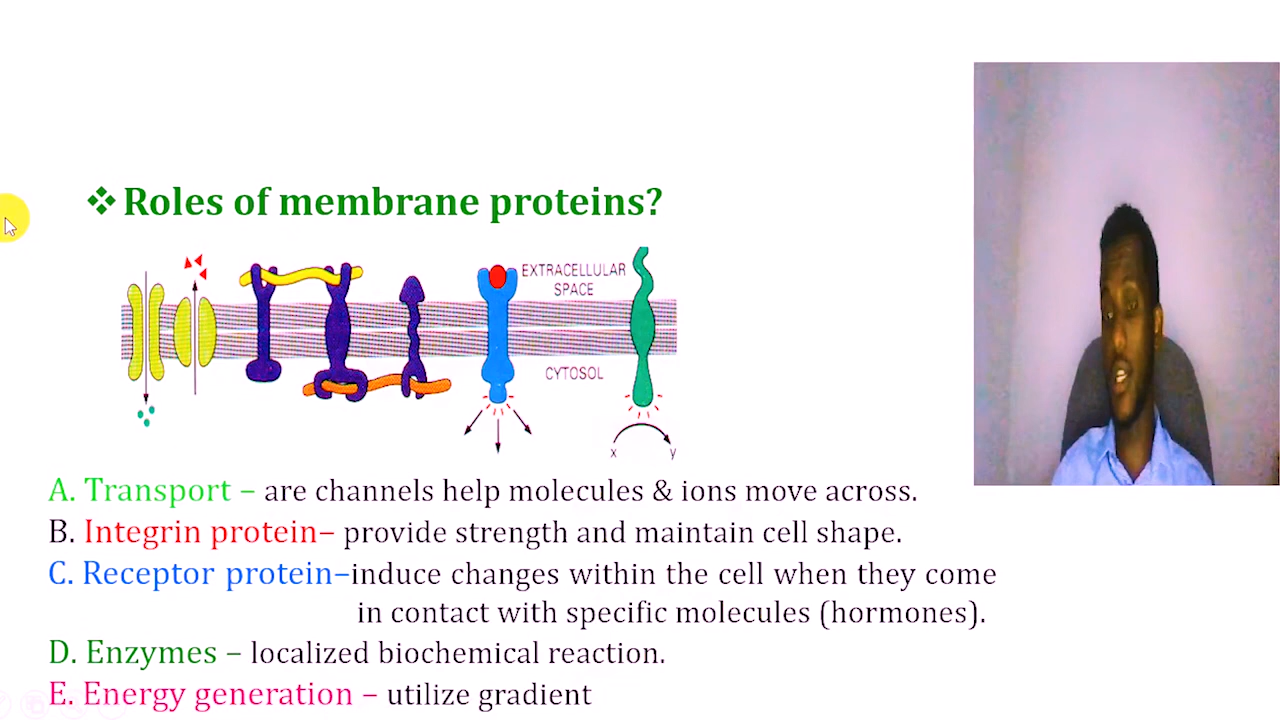 ❖ Roles of membrane proteins?
EXTRACELLULAR
SPACE
CYTOSOL
x y
A. Transport – are channels help molecules & ions move across.
B. Integrin protein– provide strength and maintain cell shape.
C. Receptor protein–induce changes within the cell when they come
in contact with specific molecules (hormones).
D. Enzymes – localized biochemical reaction.
E. Energy generation – utilize gradient